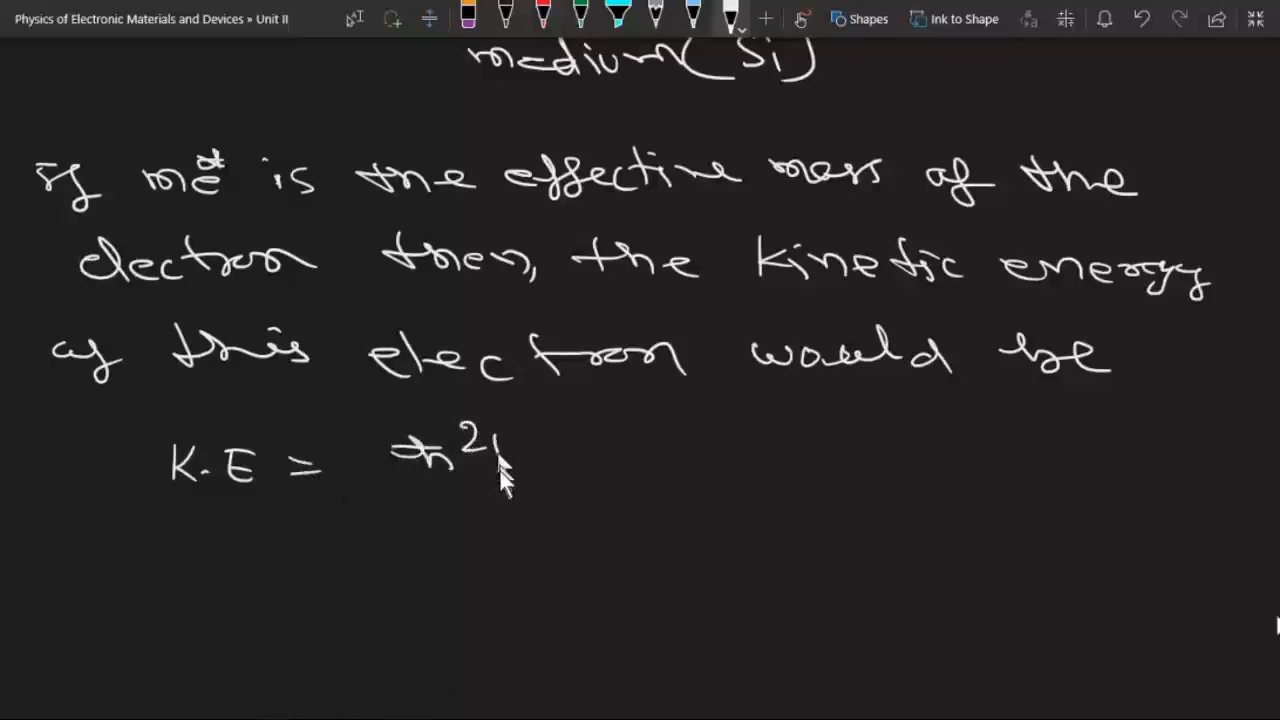 Physics of Electronic Materials and Devices » Unit II
Shapes
Ink to Shape
medium(Si)
if me* is the effective mass of the
electron then, the kinetic energy
of this electron would be
K.E = ħ²